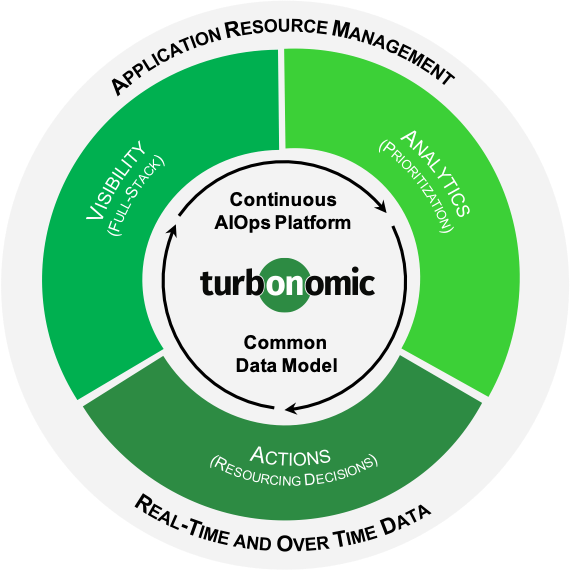 APPLICATION RESOURCE MANAGEMENT
VISIBILITY
(FULL-STACK)
ANALYTICS
(PRIORITIZATION)
Continuous
AIOps Platform
turbonomic
Common
Data Model
ACTIONS
(RESOURCING DECISIONS)
REAL-TIME AND OVER TIME DATA